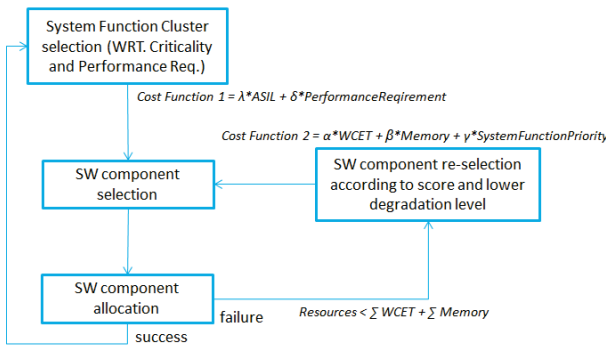 System Function Cluster
selection (WRT. Criticality
and Performance Req.)
Cost Function 1 = λ*ASIL + δ*PerformanceReqirement
Cost Function 2 = α*WCET + β*Memory + γ*SystemFunctionPriority
SW component
selection
SW component re-selection
according to score and lower
degradation level
SW component
allocation
failure
Resources < ∑ WCET + ∑ Memory
success